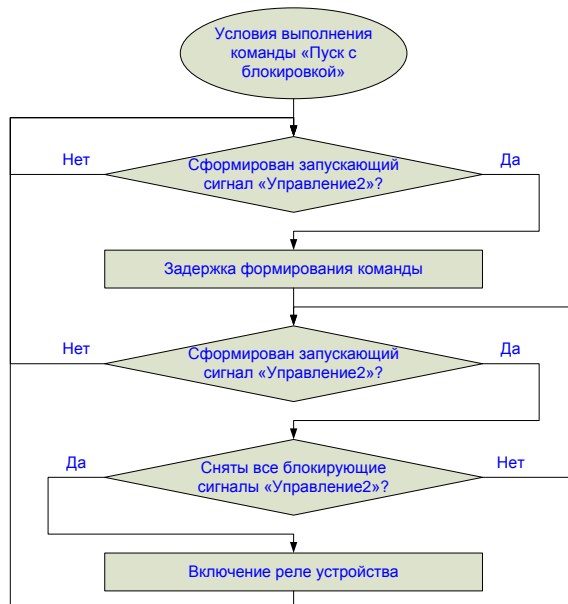 Условия выполнения
команды «Пуск с
блокировкой»
Нет
Сформирован запускающий
сигнал «Управление2»?
Да
Задержка формирования команды
Нет
Сформирован запускающий
сигнал «Управление2»?
Да
Да
Сняты все блокирующие
сигналы «Управление2»?
Нет
Включение реле устройства